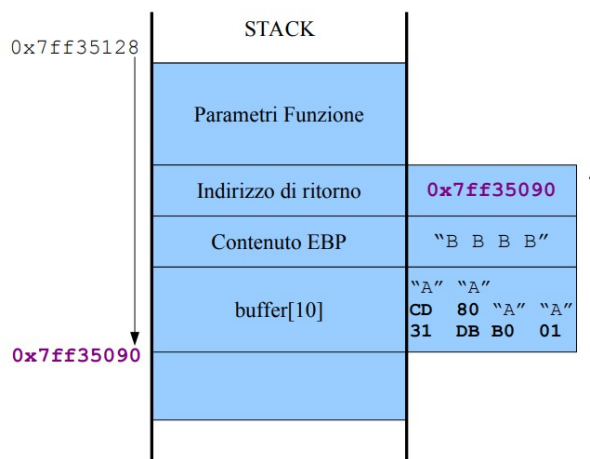 STACK
0x7ff35128
Parametri Funzione
Indirizzo di ritorno
0x7ff35090
Contenuto EBP
“B B B B”
buffer[10]
“A” “A”
CD 80 “A” “A”
31 DB B0 01
0x7ff35090